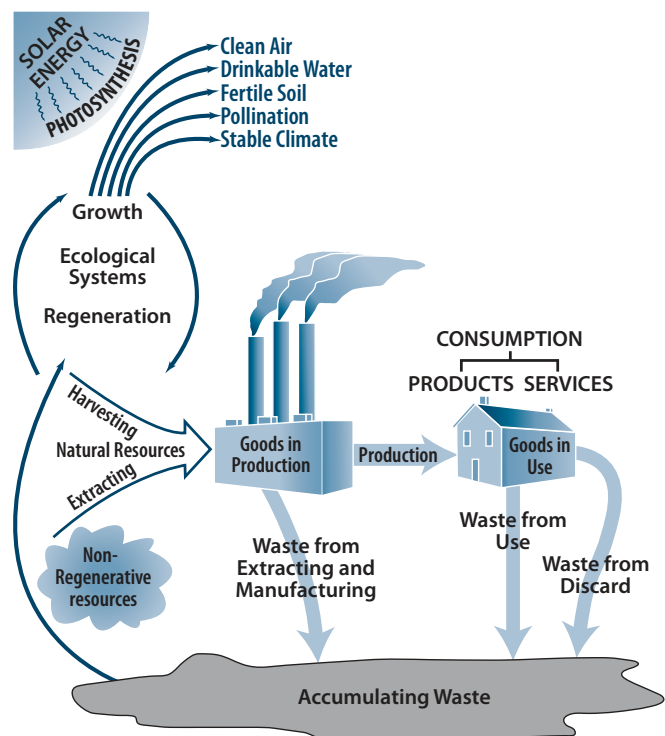 SOLAR
ENERGY
PHOTOSYNTHESIS
Clean Air
Drinkable Water
Fertile Soil
Pollination
Stable Climate
Growth
Ecological
Systems
Regeneration
CONSUMPTION
PRODUCTS SERVICES
Harvesting
Natural Resources
Extracting
Goods in
Production
Production
Goods in
Use
Non-
Regenerative
resources
Waste from
Extracting and
Manufacturing
Waste from
Use
Waste from
Discard
Accumulating Waste